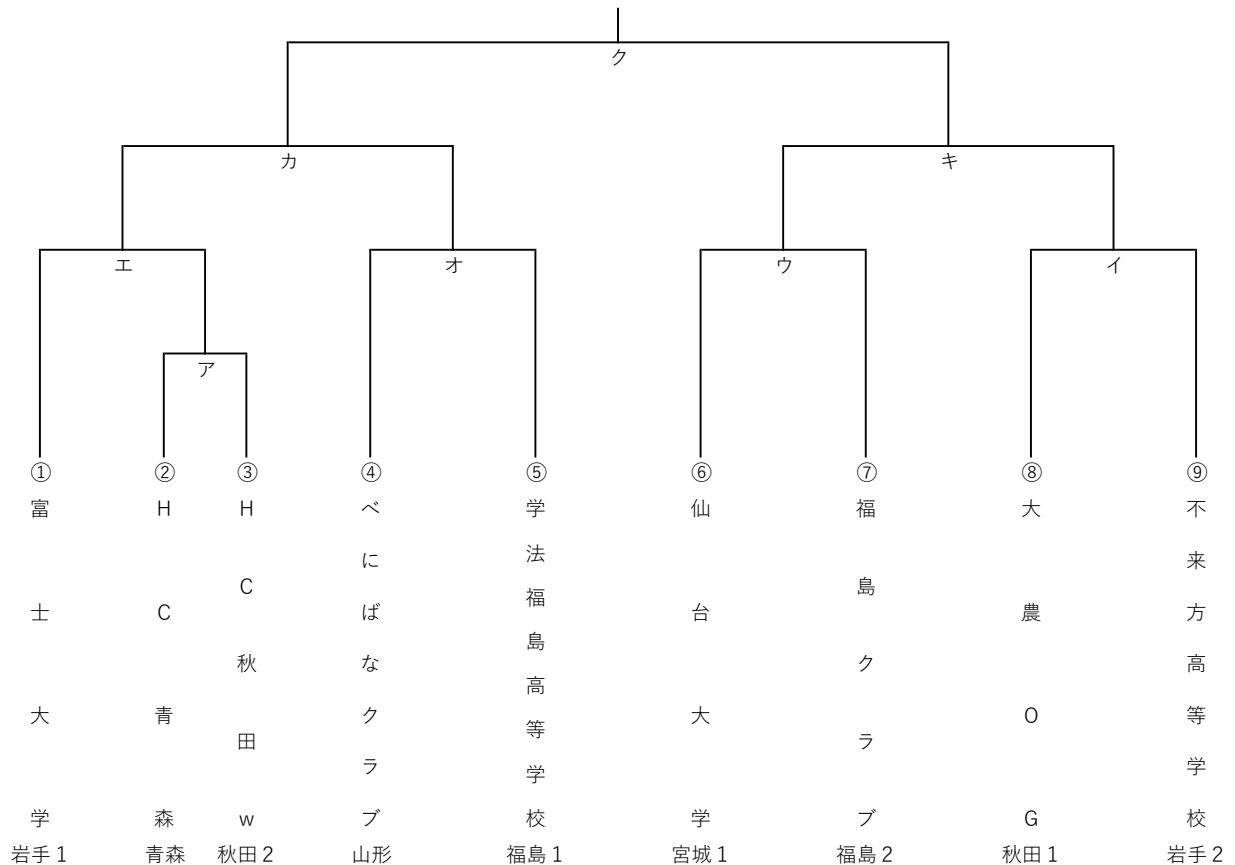 ク
カ
キ
エ
オ
ウ
イ
ア
①
富士大学
岩手1
②
HC青森
青森
③
HC秋田w
秋田2
④
べにばなクラブ
山形
⑤
学法福島高等学校
福島1
⑥
仙台大学
宮城1
⑦
福島クラブ
福島2
⑧
大農OG
秋田1
⑨
不来方高等学校
岩手2